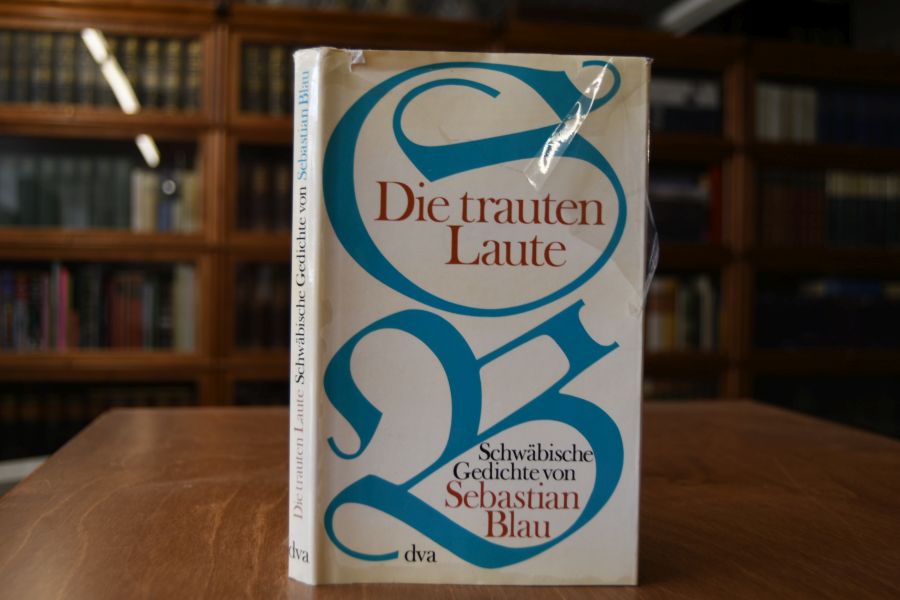 Die trauten Laute Schwäbische Gedichte von Sebastian Blau
dva
S
Die trauten
Laute
B
Schwäbische
Gedichte von
Sebastian
Blau
dva